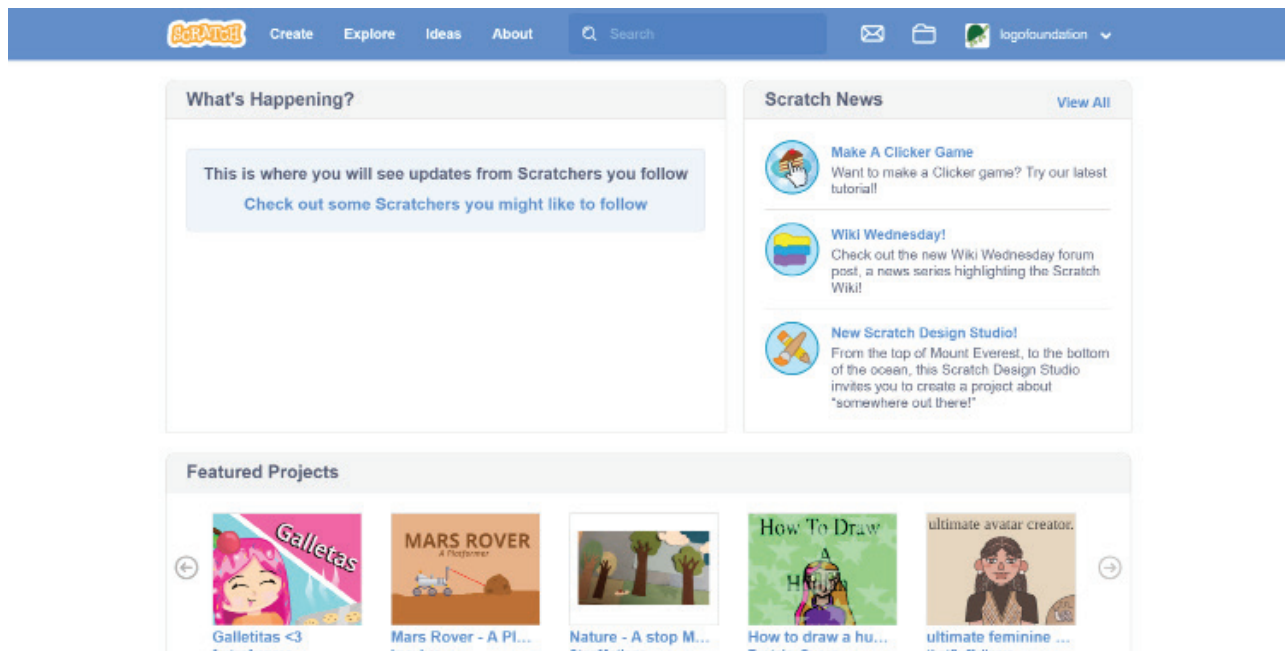 SCRATCH Create Explore Ideas About Search logofoundation
What's Happening?
This is where you will see updates from Scratchers you follow
Check out some Scratchers you might like to follow
Scratch News View All
Make A Clicker Game
Want to make a Clicker game? Try our latest
tutorial!
Wiki Wednesday!
Check out the new Wiki Wednesday forum
post, a news series highlighting the Scratch
Wiki!
New Scratch Design Studio!
From the top of Mount Everest, to the bottom
of the ocean, this Scratch Design Studio
invites you to create a project about
"somewhere out there!"
Featured Projects
Galletas
MARS ROVER
A Platformer
How To Draw
A
ultimate avatar creator.
Galletitas <3
Mars Rover - A Pl...
Nature - A stop M...
How to draw a hu...
ultimate feminine ...